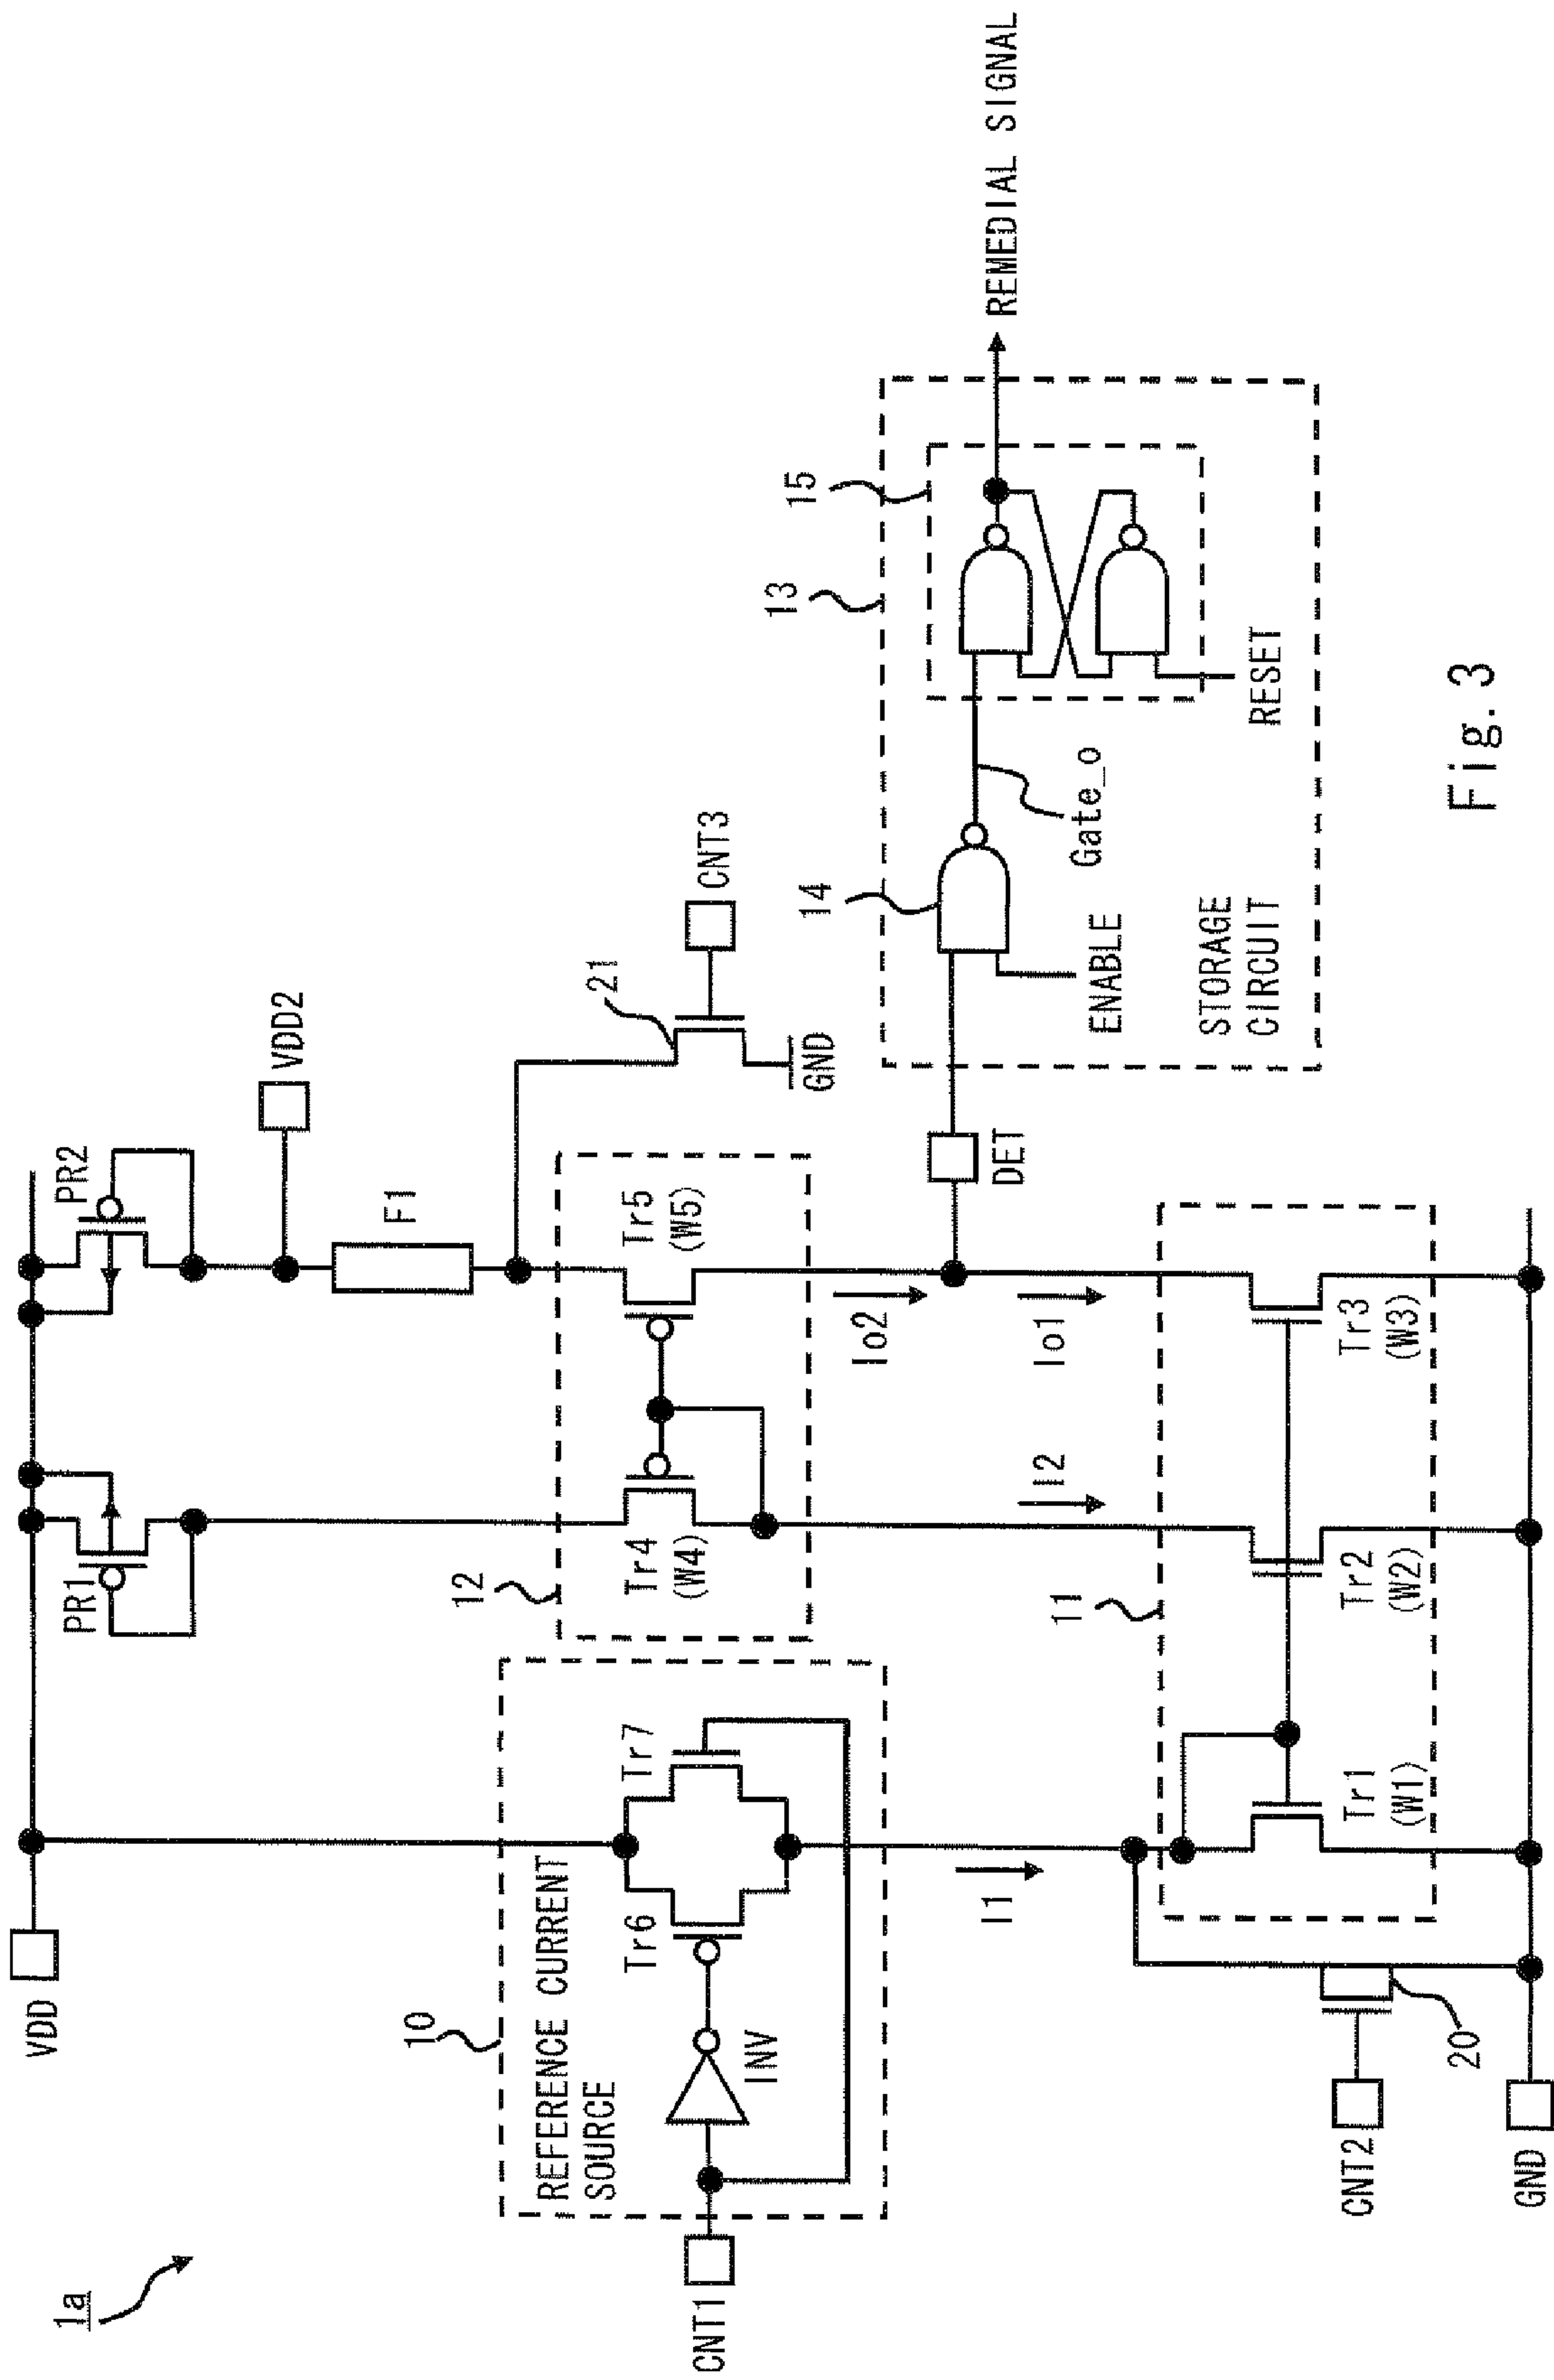 1a
VDD
PR1
PR2
VDD2
F1
10
REFERENCE CURRENT
SOURCE
CNT1
INV
Tr6
Tr7
12
Tr4
(W4)
Tr5
(W5)
21
CNT3
GND
I1
I2
Io2
Io1
DET
11
Tr1
(W1)
Tr2
(W2)
Tr3
(W3)
CNT2
20
GND
13
14
15
ENABLE
Gate_o
RESET
STORAGE
CIRCUIT
REMEDIAL SIGNAL
Fig. 3